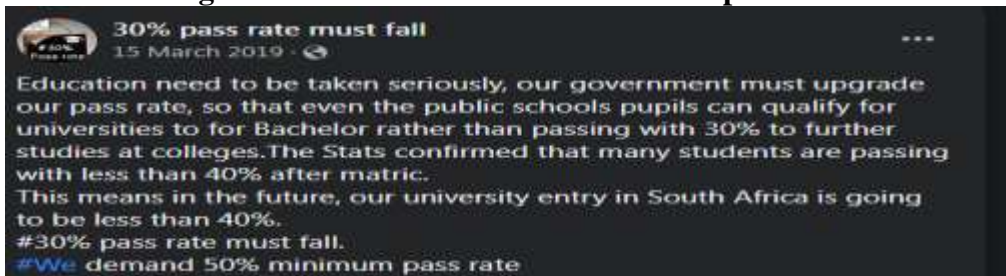 30% pass rate must fall
15 March 2019
Education need to be taken seriously, our government must upgrade
our pass rate, so that even the public schools pupils can qualify for
universities to for Bachelor rather than passing with 30% to further
studies at colleges.The Stats confirmed that many students are passing
with less than 40% after matric.
This means in the future, our university entry in South Africa is going
to be less than 40%.
#30% pass rate must fall.
#We demand 50% minimum pass rate